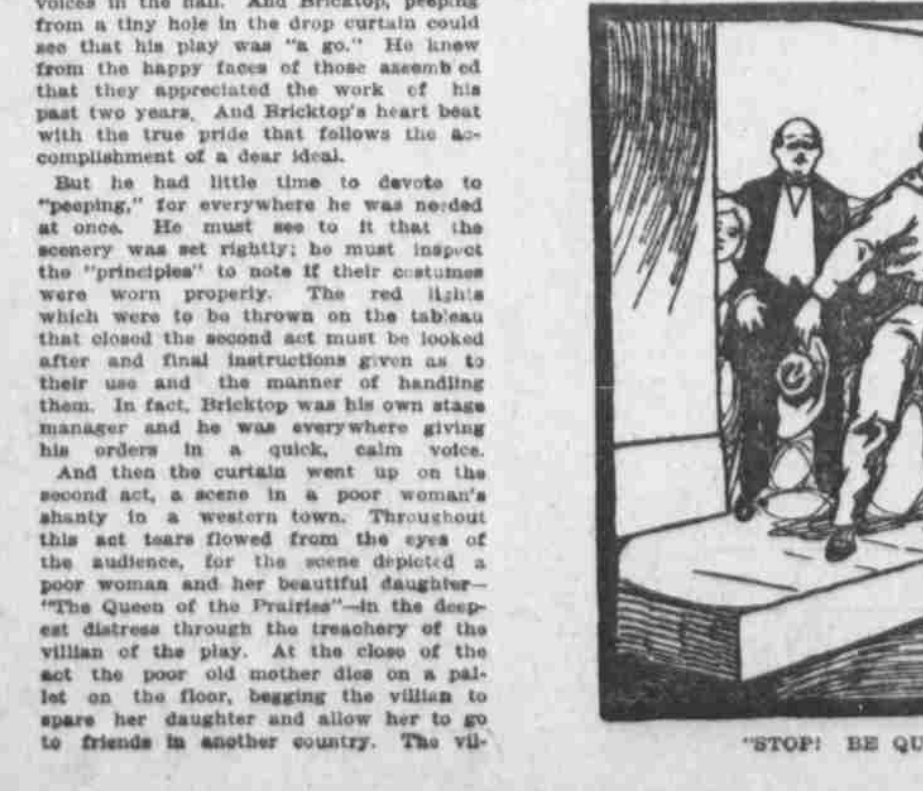 voices in the hall. And Bricktop, peeping
from a tiny hole in the drop curtain could
see that his play was "a go." He knew
from the happy faces of those assemb ed
that they appreciated the work of his
past two years. And Bricktop's heart beat
with the true pride that follows the ac-
complishment of a dear ideal.
But he had little time to devote to
"peeping," for everywhere he was needed
at once. He must see to it that the
scenery was set rightly; he must inspect
the "principles" to note if their costumes
were worn properly. The red lights
which were to be thrown on the tableau
that closed the second act must be looked
after and final instructions given as to
their use and the manner of handling
them. In fact, Bricktop was his own stage
manager and he was everywhere giving
his orders in a quick, calm voice.
And then the curtain went up on the
second act, a scene in a poor woman's
shanty in a western town. Throughout
this act tears flowed from the eyes of
the audience, for the scene depicted a
poor woman and her beautiful daughter—
"The Queen of the Prairies"—in the deep-
est distress through the treachery of the
villian of the play. At the close of the
act the poor old mother dies on a pal-
let on the floor, begging the villian to
spare her daughter and allow her to go
to friends in another country. The vil-
"STOP! BE QU